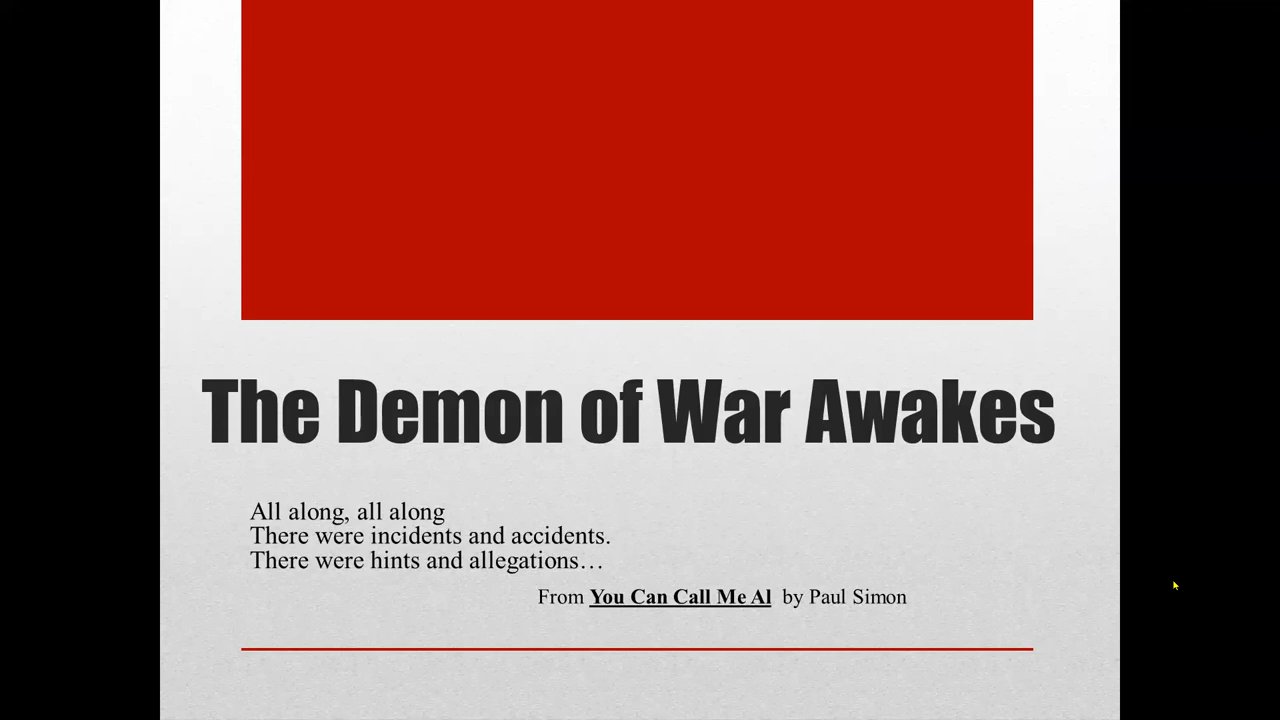 The Demon of War Awakes
All along, all along
There were incidents and accidents.
There were hints and allegations…
From You Can Call Me Al by Paul Simon